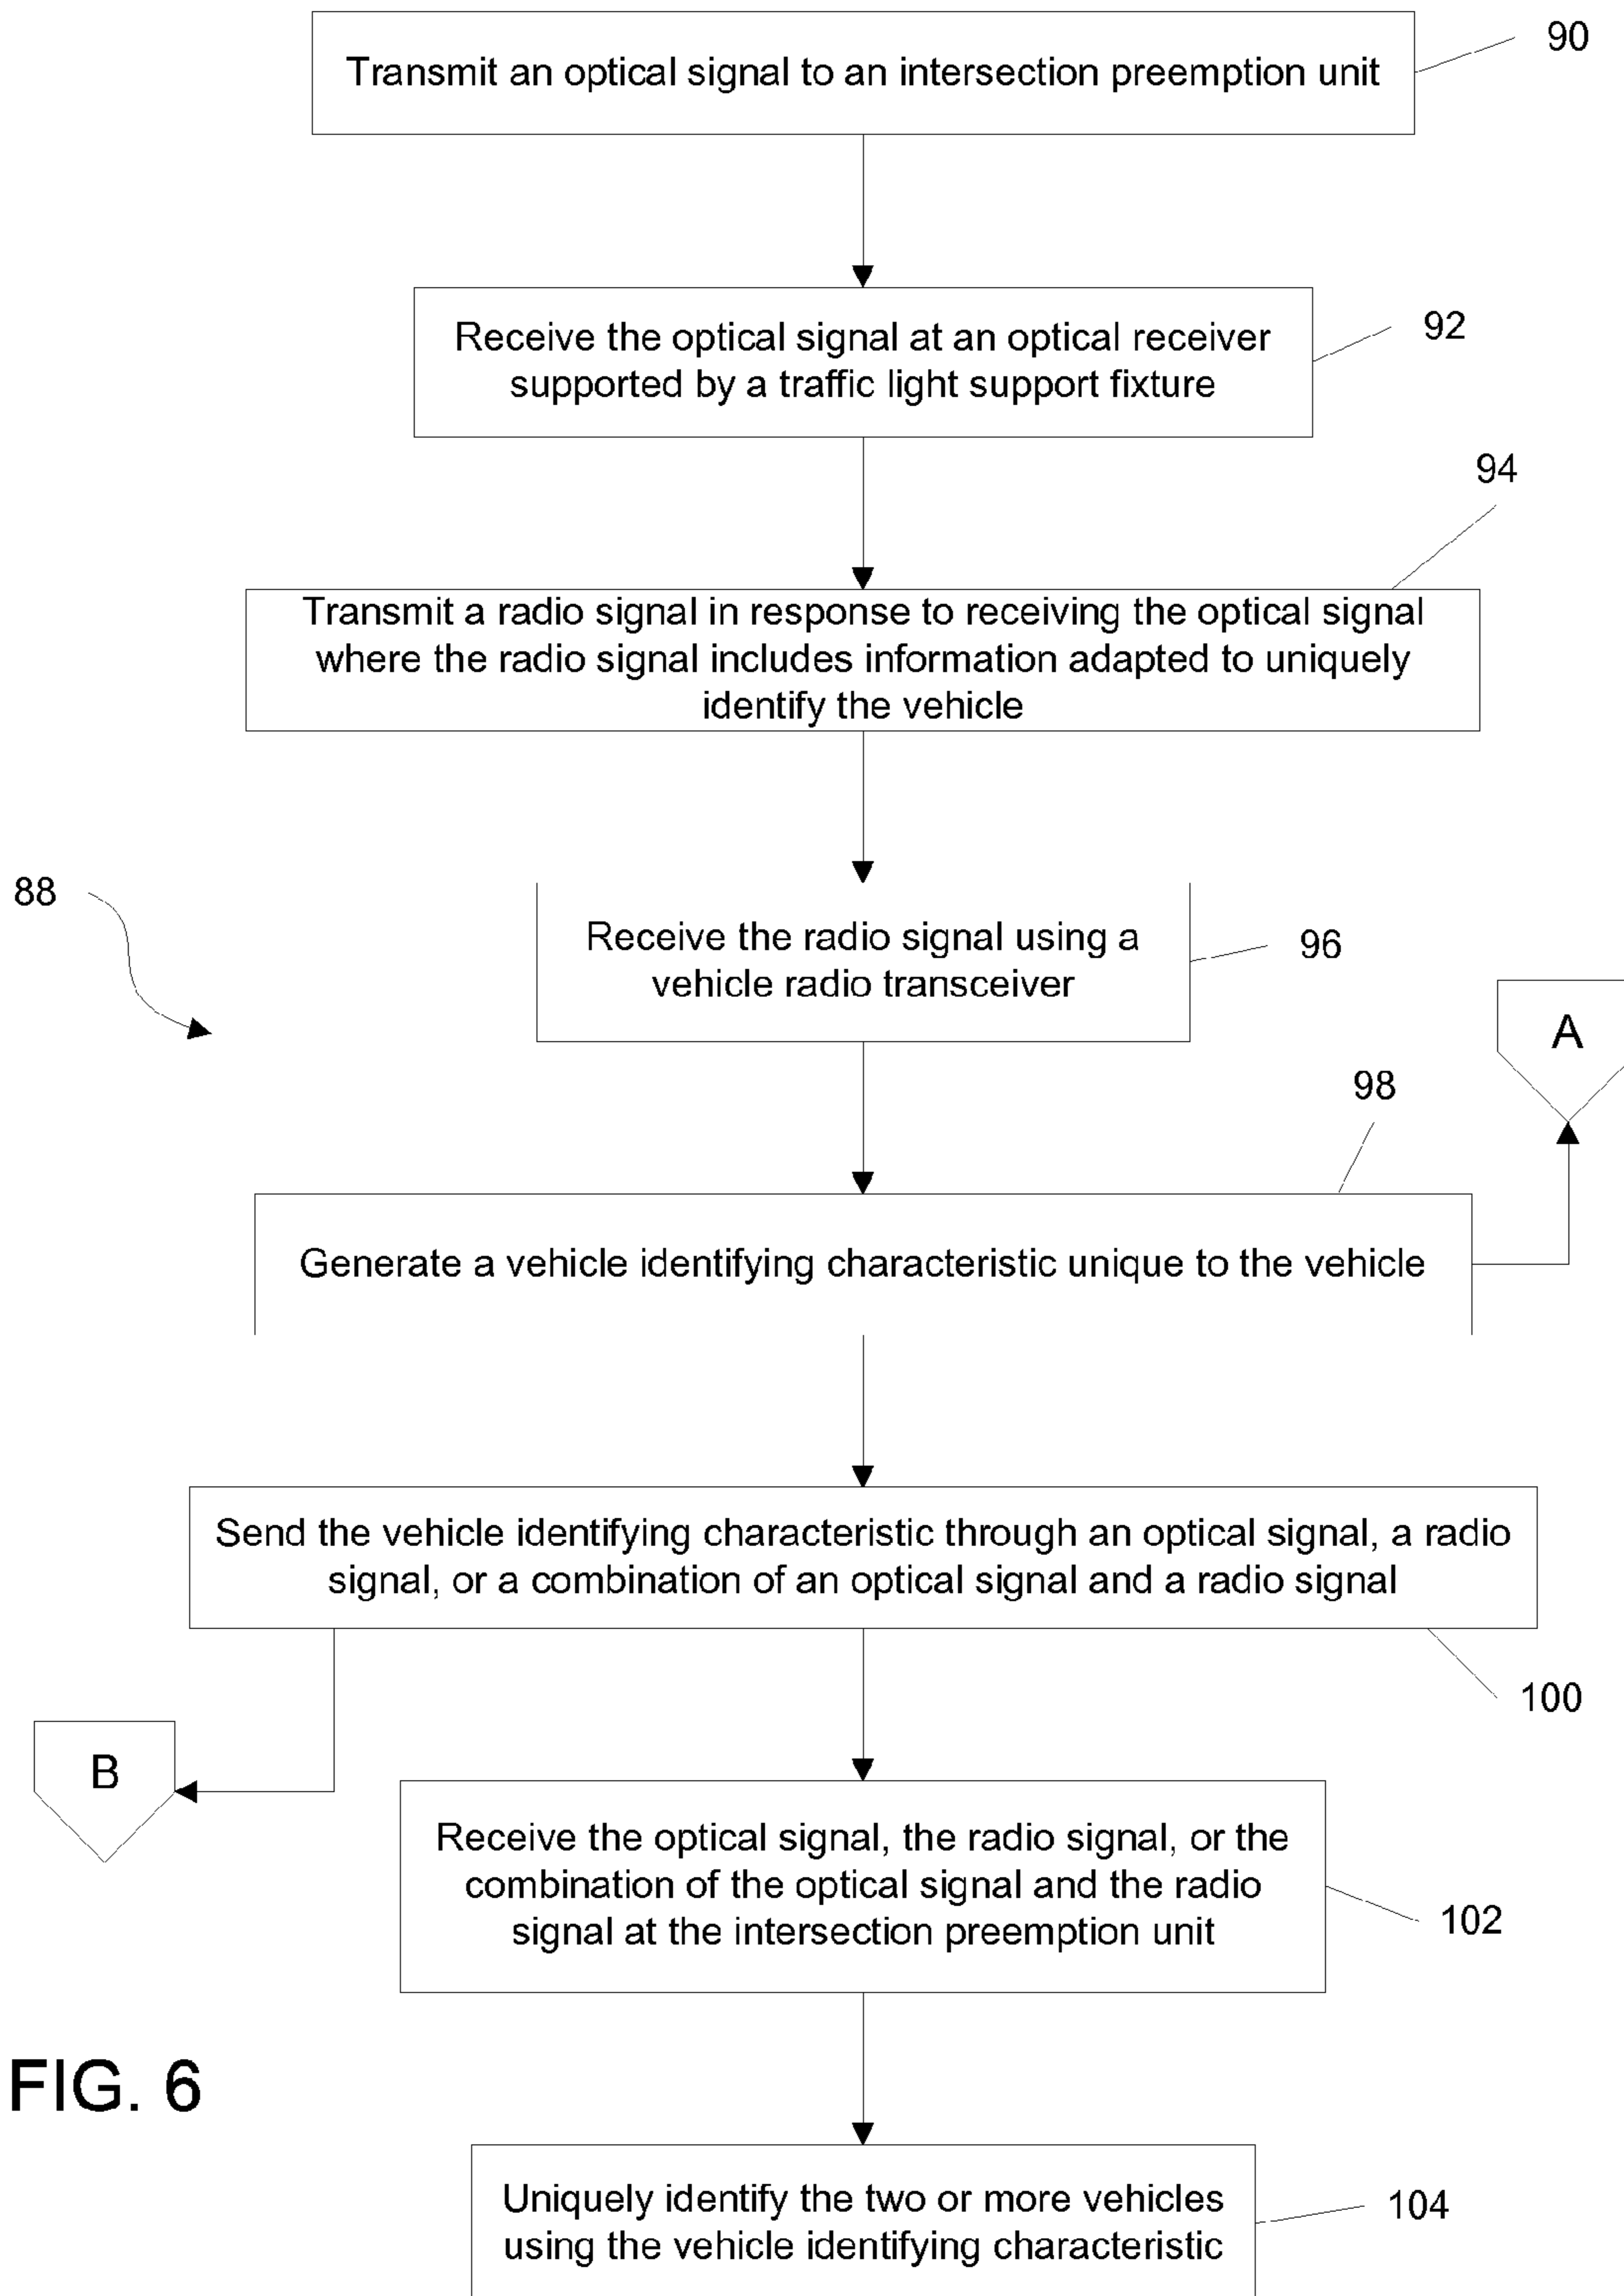 Transmit an optical signal to an intersection preemption unit
90
Receive the optical signal at an optical receiver
supported by a traffic light support fixture
92
94
Transmit a radio signal in response to receiving the optical signal
where the radio signal includes information adapted to uniquely
identify the vehicle
88
Receive the radio signal using a
vehicle radio transceiver
96
A
98
Generate a vehicle identifying characteristic unique to the vehicle
Send the vehicle identifying characteristic through an optical signal, a radio
signal, or a combination of an optical signal and a radio signal
100
B
Receive the optical signal, the radio signal, or the
combination of the optical signal and the radio
signal at the intersection preemption unit
102
FIG. 6
Uniquely identify the two or more vehicles
using the vehicle identifying characteristic
104